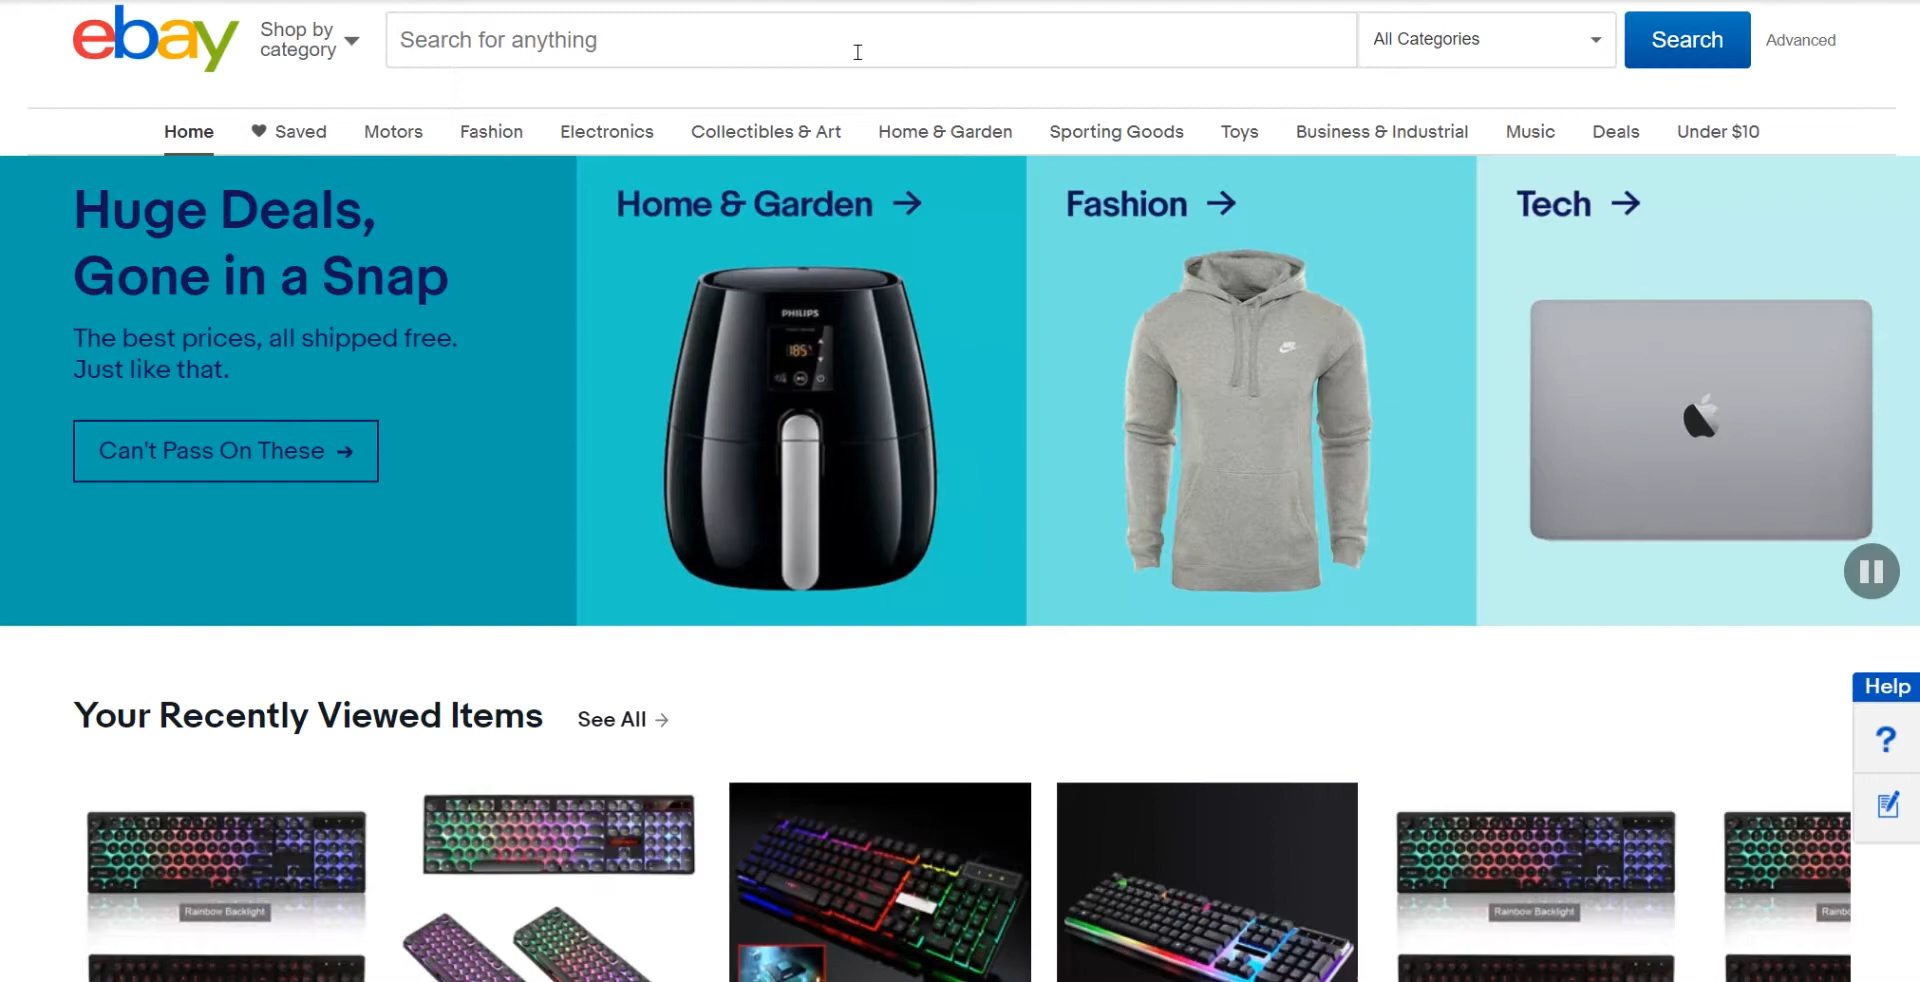 ebay
Shop by
category
Search for anything
All Categories
Search
Advanced
Home
Saved
Motors
Fashion
Electronics
Collectibles & Art
Home & Garden
Sporting Goods
Toys
Business & Industrial
Music
Deals
Under $10
Huge Deals,
Gone in a Snap
The best prices, all shipped free.
Just like that.
Can't Pass On These →
Home & Garden →
PHILIPS
185°
Fashion →
Tech →
Your Recently Viewed Items
See All →
Help
?
Rainbow Backlight
Rainbow Backlight